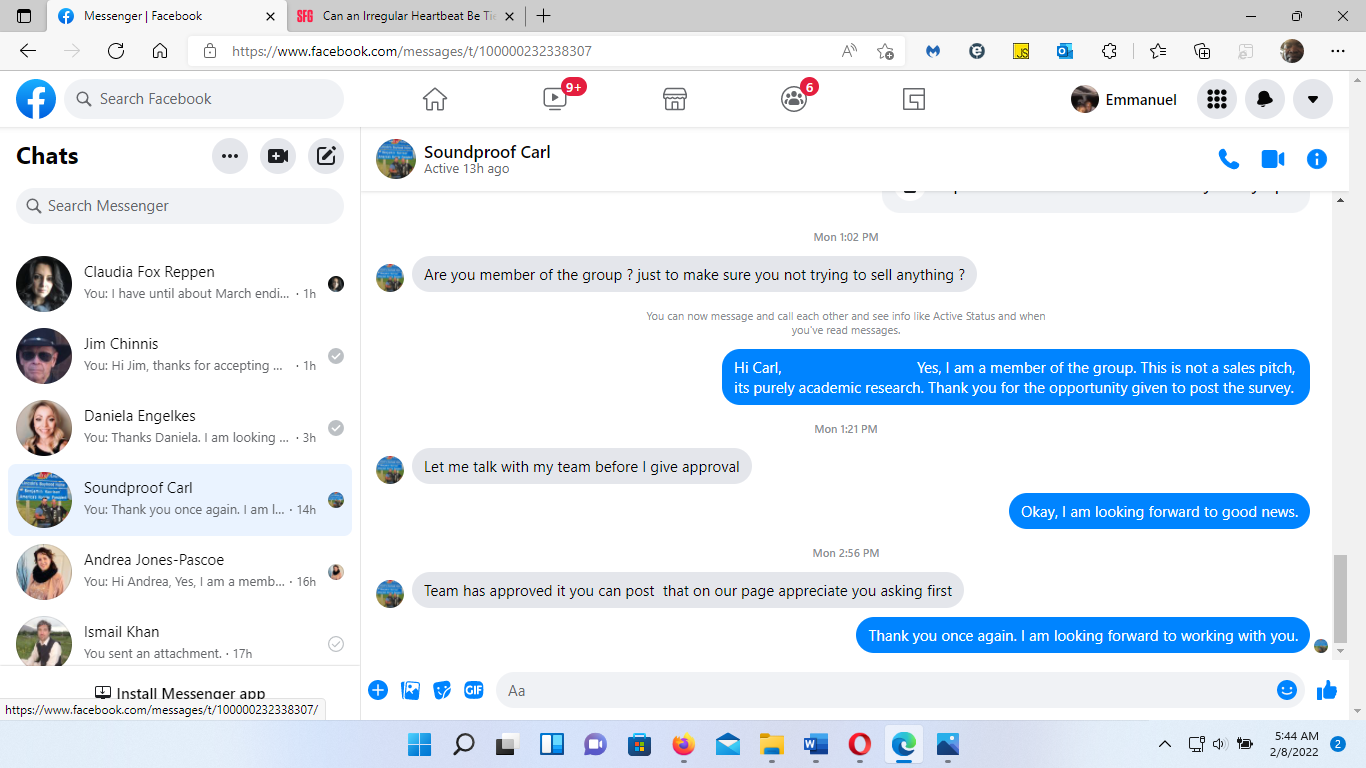 Messenger | Facebook
SFG Can an Irregular Heartbeat Be Tie
https://www.facebook.com/messages/t/100000232338307
JS
Search Facebook
9+
6
Emmanuel
Chats
Search Messenger
Claudia Fox Reppen
You: I have until about March endi... · 1h
Jim Chinnis
You: Hi Jim, thanks for accepting ... · 1h
Daniela Engelkes
You: Thanks Daniela. I am looking ... · 3h
Soundproof Carl
You: Thank you once again. I am l... · 14h
Andrea Jones-Pascoe
You: Hi Andrea, Yes, I am a memb... · 16h
Ismail Khan
You sent an attachment. · 17h
Install Messenger app
https://www.facebook.com/messages/t/100000232338307/
Soundproof Carl
Active 13h ago
Mon 1:02 PM
Are you member of the group ? just to make sure you not trying to sell anything ?
You can now message and call each other and see info like Active Status and when
you've read messages.
Hi Carl, Yes, I am a member of the group. This is not a sales pitch,
its purely academic research. Thank you for the opportunity given to post the survey.
Mon 1:21 PM
Let me talk with my team before I give approval
Okay, I am looking forward to good news.
Mon 2:56 PM
Team has approved it you can post  that on our page appreciate you asking first
Thank you once again. I am looking forward to working with you.
GIF
Aa
5:44 AM
2/8/2022
2